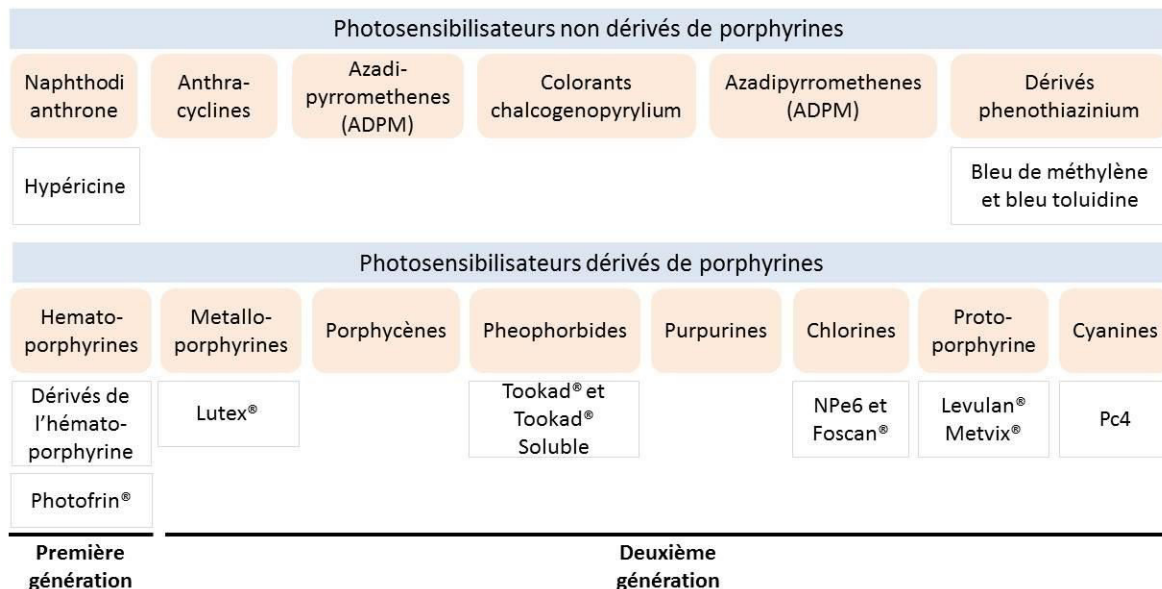 Photosensibilisateurs non dérivés de porphyrines
Naphthodi
anthrone
Anthra-
cyclines
Azadi-
pyrromethenes
(ADPM)
Colorants
chalcogenopyrylium
Azadipyrromethenes
(ADPM)
Dérivés
phenothiazinium
Hypéricine
Bleu de méthylène
et bleu toluidine
Photosensibilisateurs dérivés de porphyrines
Hemato-
porphyrines
Metallo-
porphyrines
Porphycènes
Pheophorbides
Purpurines
Chlorines
Proto-
porphyrine
Cyanines
Dérivés de
l'hémato-
porphyrine
Lutex®
Tookad® et
Tookad®
Soluble
NPe6 et
Foscan®
Levulan®
Metvix®
Pc4
Photofrin®
Première
génération
Deuxième
génération